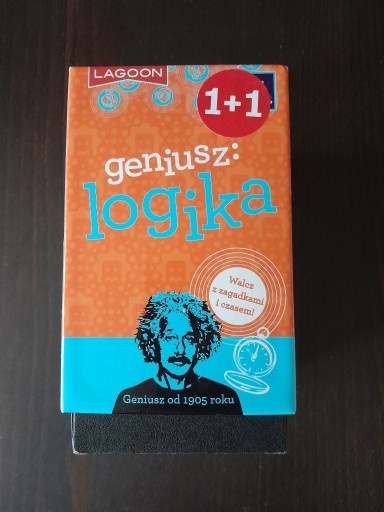 LAGOON
1+1
geniusz:
logika
Walcz
z zagadkami
i czasem!
Geniusz od 1905 roku